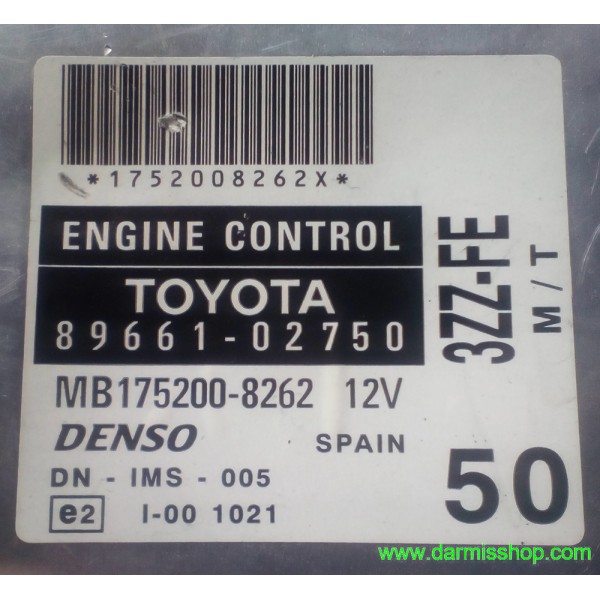 *1752008262X*
ENGINE CONTROL
TOYOTA
89661-02750
MB175200-8262 12V
DENSO SPAIN
DN - IMS - 005
e2 I-00 1021
3ZZ-FE
M/T
50
www.darmisshop.com